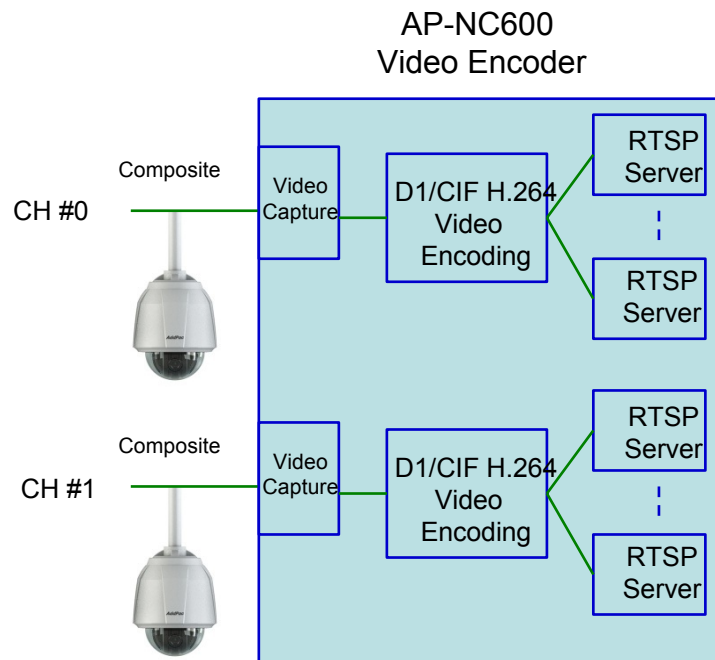 AP-NC600
Video Encoder
Composite
CH #0
Video
Capture
D1/CIF H.264
Video
Encoding
RTSP
Server
RTSP
Server
Composite
CH #1
Video
Capture
D1/CIF H.264
Video
Encoding
RTSP
Server
RTSP
Server